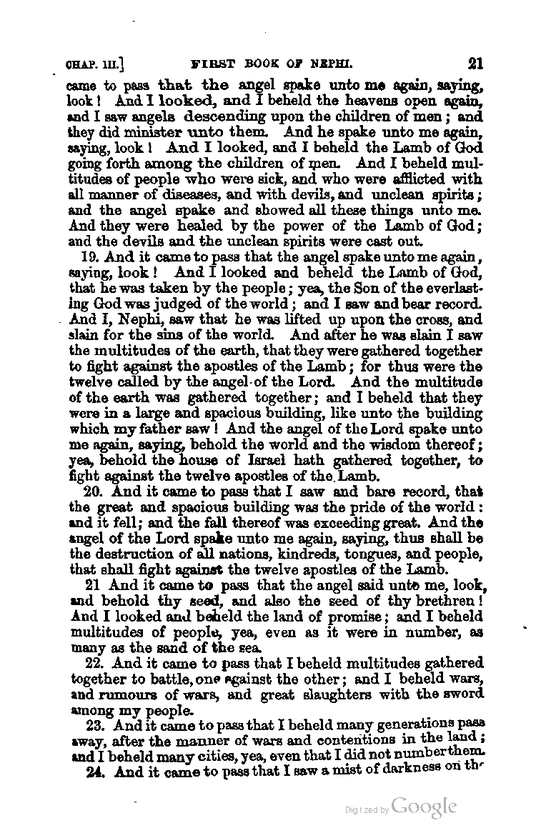 CHAP. III.] FIRST BOOK OF NEPHI. 21
came to pass that the angel spake unto me again, saying,
look! And I looked, and I beheld the heavens open again,
and I saw angels descending upon the children of men; and
they did minister unto them. And he spake unto me again,
saying, look! And I looked, and I beheld the Lamb of God
going forth among the children of men. And I beheld mul-
titudes of people who were sick, and who were afflicted with
all manner of diseases, and with devils, and unclean spirits;
and the angel spake and showed all these things unto me.
And they were healed by the power of the Lamb of God;
and the devils and the unclean spirits were cast out.
19. And it came to pass that the angel spake unto me again,
saying, look! And I looked and beheld the Lamb of God,
that he was taken by the people; yea, the Son of the everlast-
ing God was judged of the world; and I saw and bear record.
And I, Nephi, saw that he was lifted up upon the cross, and
slain for the sins of the world. And after he was slain I saw
the multitudes of the earth, that they were gathered together
to fight against the apostles of the Lamb; for thus were the
twelve called by the angel of the Lord. And the multitude
of the earth was gathered together; and I beheld that they
were in a large and spacious building, like unto the building
which my father saw! And the angel of the Lord spake unto
me again, saying, behold the world and the wisdom thereof;
yea, behold the house of Israel hath gathered together, to
fight against the twelve apostles of the Lamb.
20. And it came to pass that I saw and bare record, that
the great and spacious building was the pride of the world:
and it fell; and the fall thereof was exceeding great. And the
angel of the Lord spake unto me again, saying, thus shall be
the destruction of all nations, kindreds, tongues, and people,
that shall fight against the twelve apostles of the Lamb.
21 And it came to pass that the angel said unto me, look,
and behold thy seed, and also the seed of thy brethren!
And I looked and beheld the land of promise; and I beheld
multitudes of people, yea, even as it were in number, as
many as the sand of the sea.
22. And it came to pass that I beheld multitudes gathered
together to battle, one against the other; and I beheld wars,
and rumours of wars, and great slaughters with the sword
among my people.
23. And it came to pass that I beheld many generations pass
away, after the manner of wars and contentions in the land;
and I beheld many cities, yea, even that I did not number them.
24. And it came to pass that I saw a mist of darkness on th
Digitized by Google